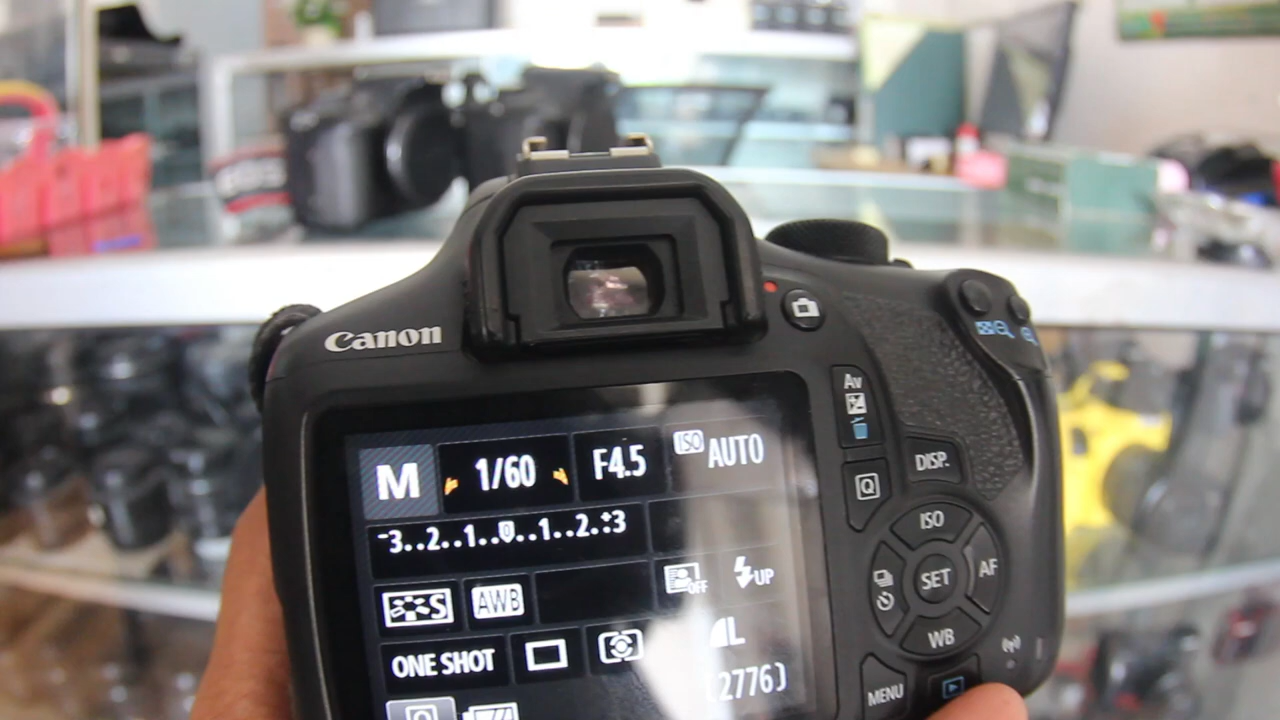 Canon
M 1/60 F4.5 ISO AUTO
-3..2..1..0..1..2.:+3
S AWB OFF UP
ONE SHOT L
Q [2776]
Av
Q DISP.
ISO
AF
SET
WB
MENU